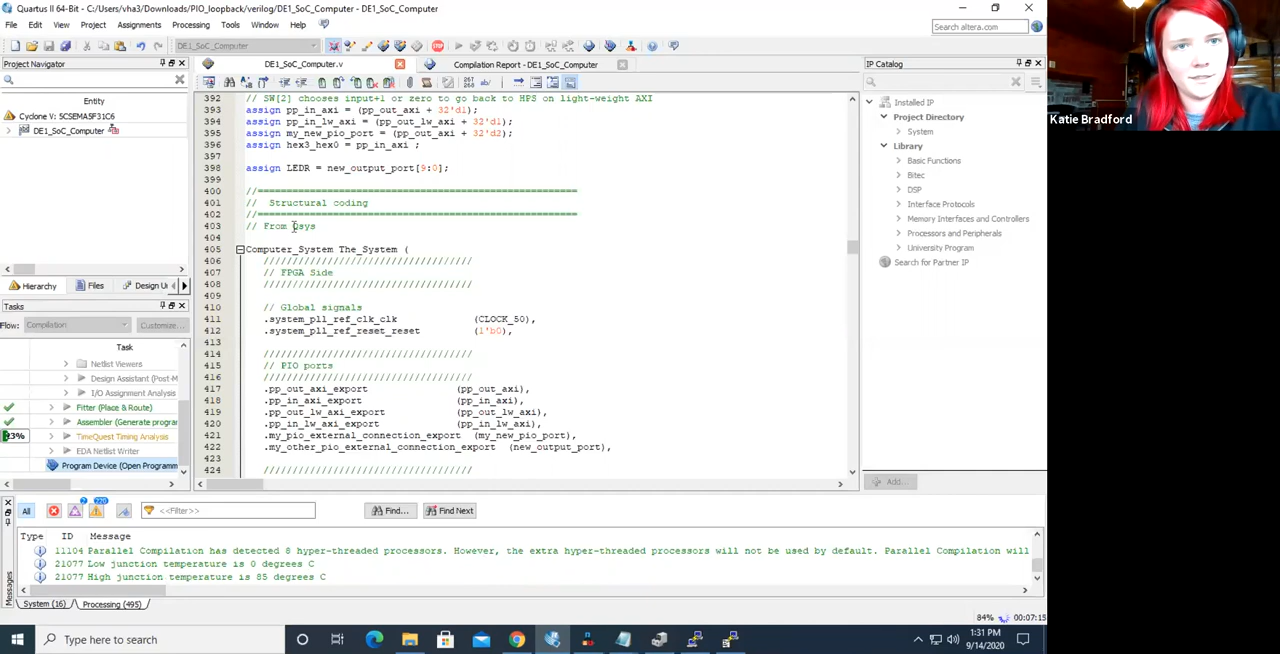 Quartus II 64-Bit - C:/Users/vha3/Downloads/PIO_loopback/verilog/DE1_SoC_Computer - DE1_SoC_Computer
File Edit View Project Assignments Processing Tools Window Help
Search altera.com
DE1_SoC_Computer
Project Navigator
Entity
Cyclone V: 5CSEMA5F31C6
DE1_SoC_Computer
Hierarchy Files Design Un
Tasks
Flow: Compilation Customize...
Task
Netlist Viewers
Design Assistant (Post-M
I/O Assignment Analysis
Fitter (Place & Route)
Assembler (Generate progra
23% TimeQuest Timing Analysis
EDA Netlist Writer
Program Device (Open Programm
DE1_SoC_Computer.v
Compilation Report - DE1_SoC_Computer
392 // SW[2] chooses input+1 or zero to go back to HPS on light-weight AXI
393 assign pp_in_axi = (pp_out_axi + 32'd1);
394 assign pp_in_lw_axi = (pp_out_lw_axi + 32'd1);
395 assign my_new_pio_port = (pp_out_axi + 32'd2);
396 assign hex3_hex0 = pp_in_axi ;
398 assign LEDR = new_output_port[9:0];
399
400 //=======================================================
401 // Structural coding
402 //=======================================================
403 // From Qsys
404
405 Computer_System The_System (
406 ////////////////////////////////////
407 // FPGA Side
408 ////////////////////////////////////
409
410 // Global signals
411 .system_pll_ref_clk_clk (CLOCK_50),
412 .system_pll_ref_reset_reset (1'b0),
413
414 ////////////////////////////////////
415 // PIO ports
416 ////////////////////////////////////
417 .pp_out_axi_export (pp_out_axi),
418 .pp_in_axi_export (pp_in_axi),
419 .pp_out_lw_axi_export (pp_out_lw_axi),
420 .pp_in_lw_axi_export (pp_in_lw_axi),
421 .my_pio_external_connection_export (my_new_pio_port),
422 .my_other_pio_external_connection_export (new_output_port),
423
424 ////////////////////////////////////
IP Catalog
Installed IP
Project Directory
System
Library
Basic Functions
Bitec
DSP
Interface Protocols
Memory Interfaces and Controllers
Processors and Peripherals
University Program
Search for Partner IP
Add...
Katie Bradford
All <<Filter>> Find... Find Next
Type ID Message
11104 Parallel Compilation has detected 8 hyper-threaded processors. However, the extra hyper-threaded processors will not be used by default. Parallel Compilation will
21077 Low junction temperature is 0 degrees C
21077 High junction temperature is 85 degrees C
Messages
System (16) Processing (495)
84% 00:07:15
Type here to search
1:31 PM
9/14/2020